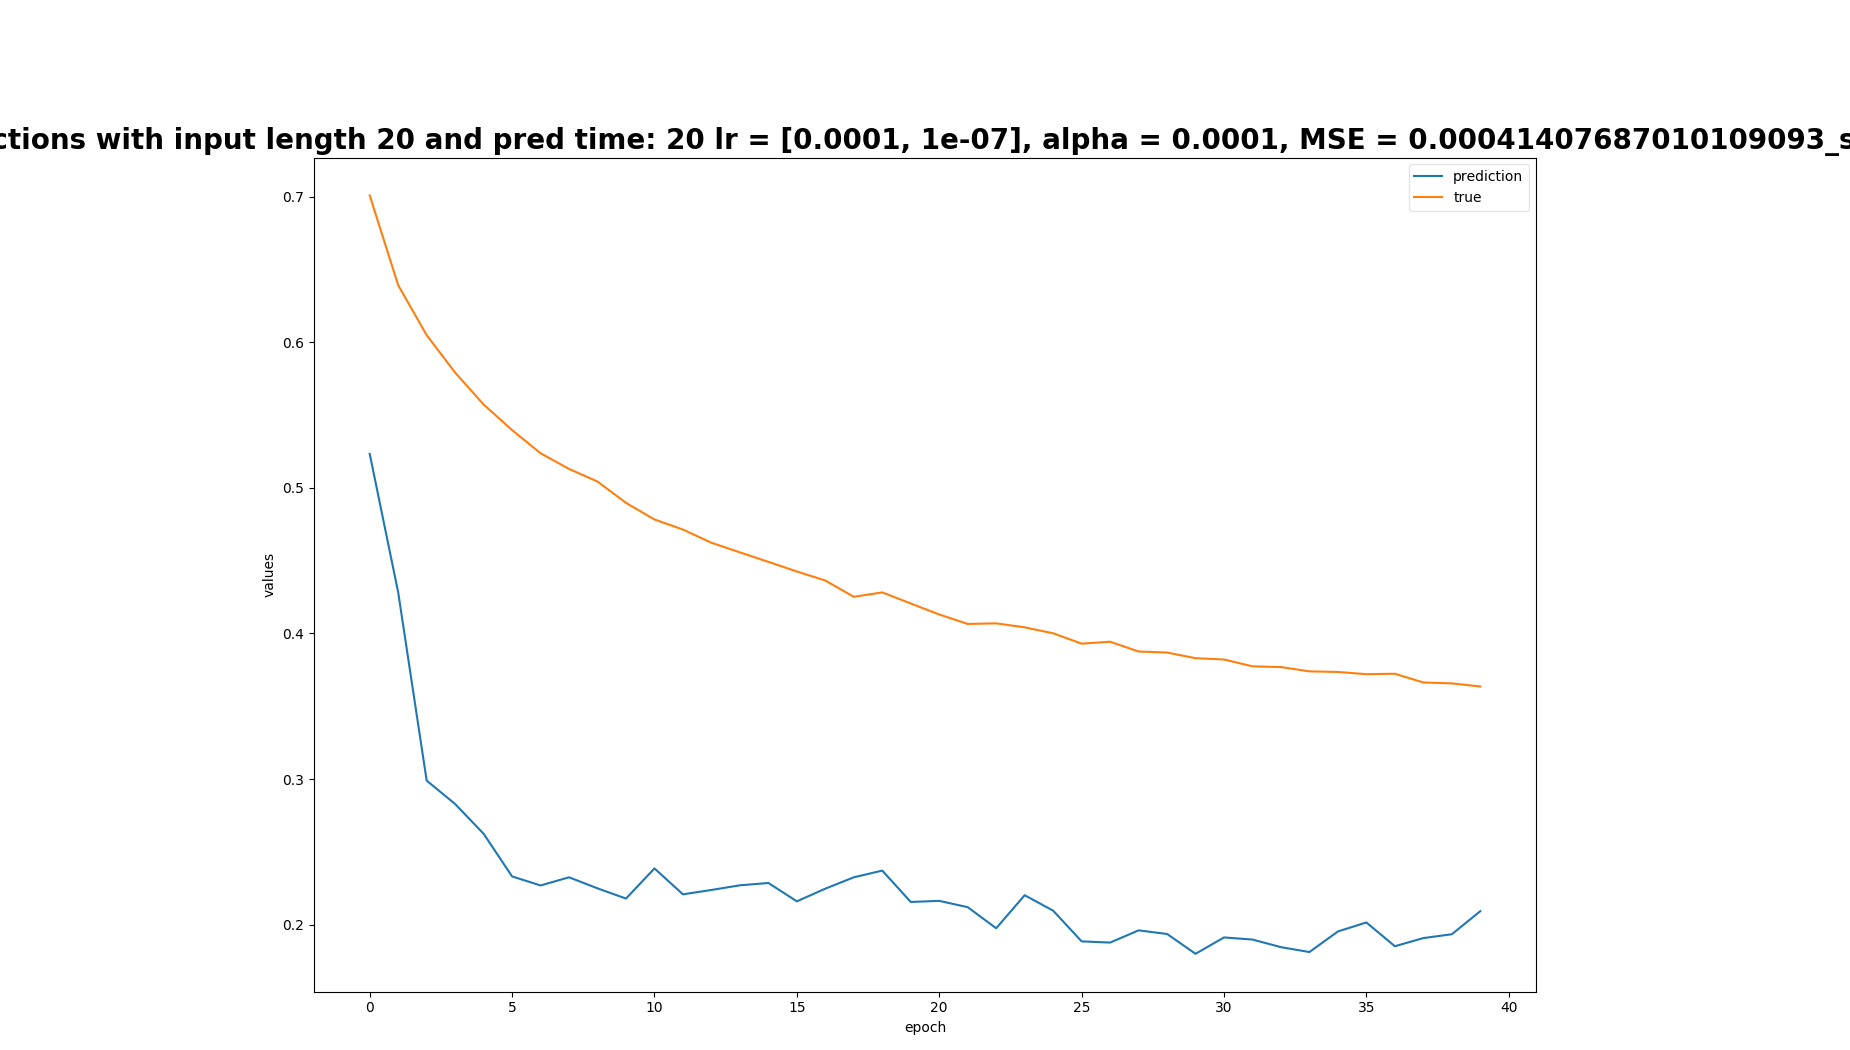 ctions with input length 20 and pred time: 20 lr = [0.0001, 1e-07], alpha = 0.0001, MSE = 0.00041407687010109093_s
prediction
true
0.7
0.6
0.5
0.4
0.3
0.2
values
0 5 10 15 20 25 30 35 40
epoch